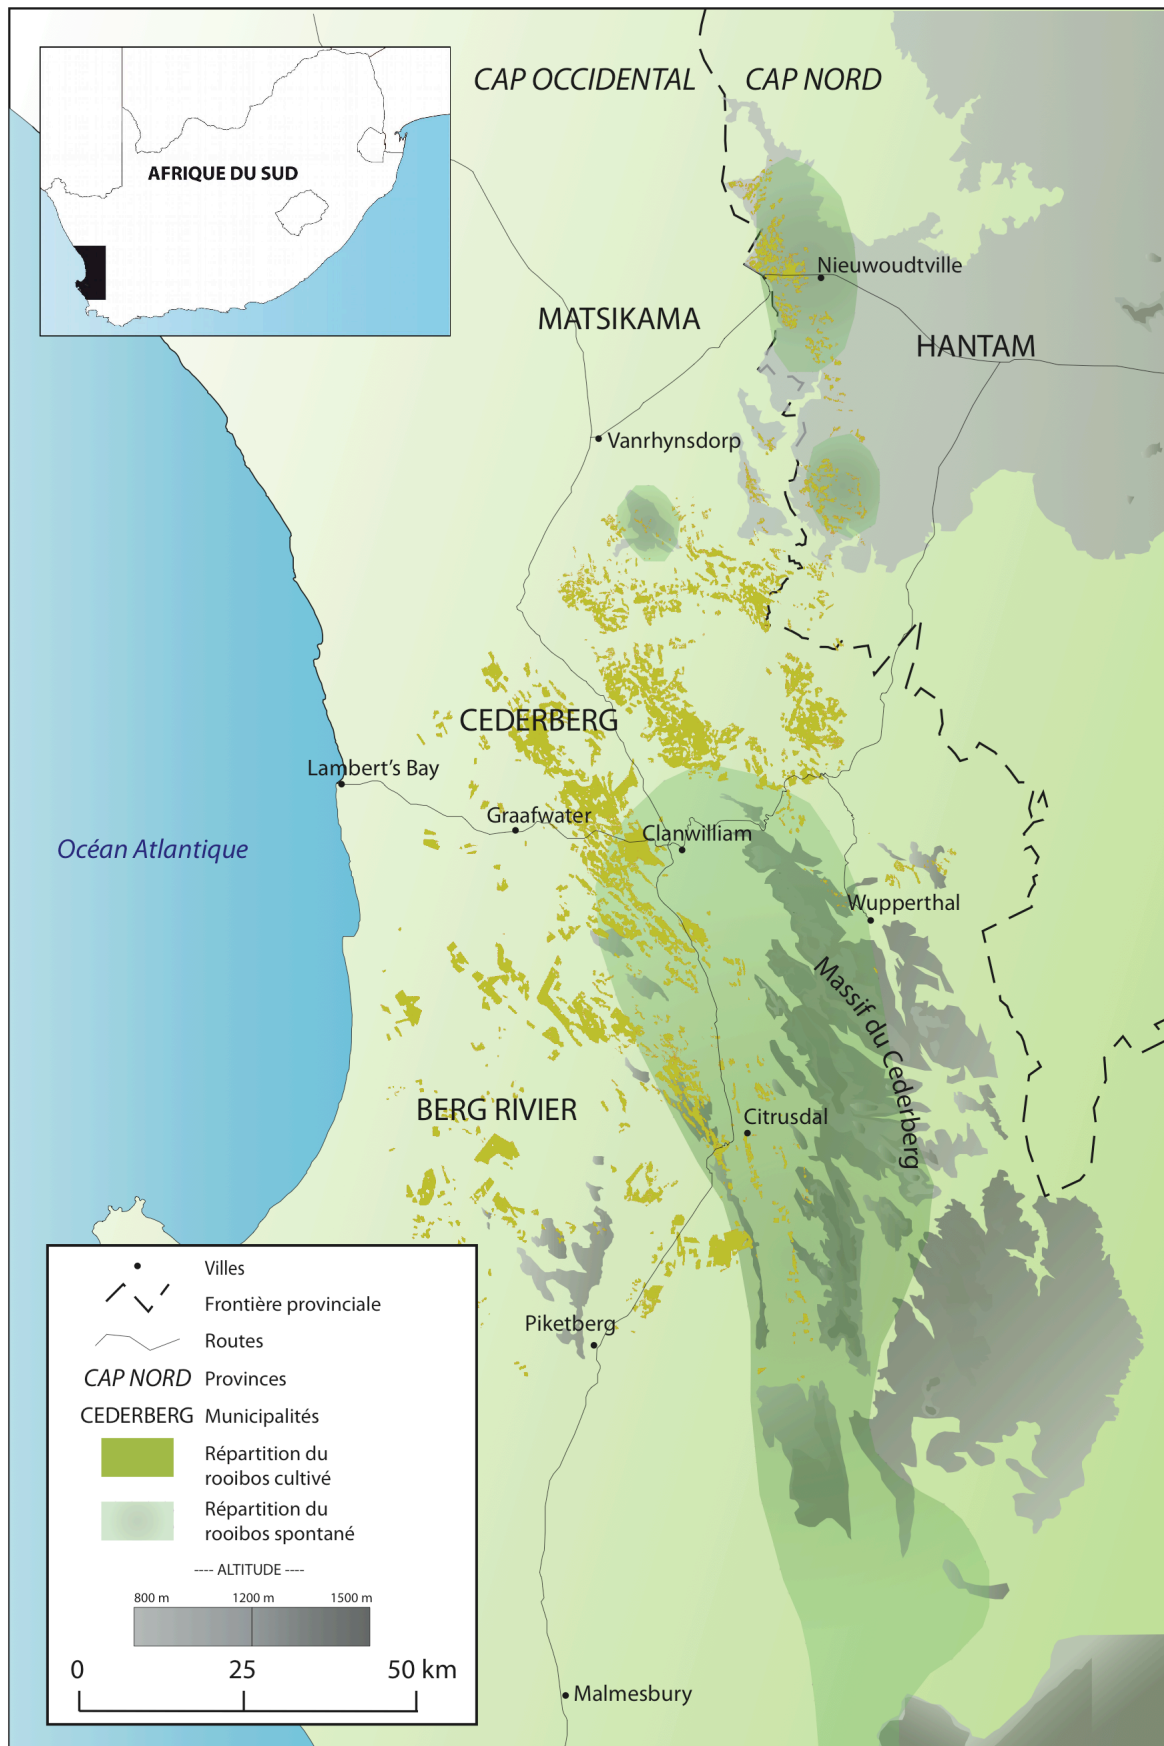 CAP OCCIDENTAL
CAP NORD
AFRIQUE DU SUD
Nieuwoudtville
MATSIKAMA
HANTAM
Vanrhynsdorp
CEDERBERG
Lambert's Bay
Graafwater
Clanwilliam
Océan Atlantique
Wupperthal
Massif du Cederberg
BERG RIVIER
Citrusdal
Piketberg
Malmesbury
Villes
Frontière provinciale
Routes
CAP NORD Provinces
CEDERBERG Municipalités
Répartition du
rooibos cultivé
Répartition du
rooibos spontané
---- ALTITUDE ----
800 m 1200 m 1500 m
0 25 50 km